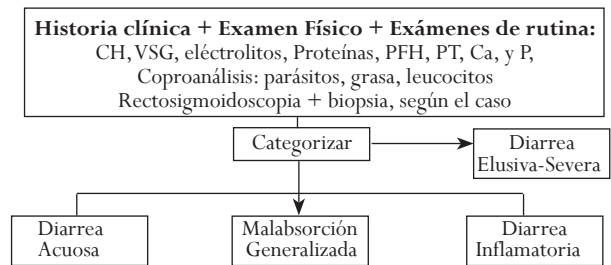 Historia clínica + Examen Físico + Exámenes de rutina:
CH, VSG, eléctrolitos, Proteínas, PFH, PT, Ca, y P,
Coproanálisis: parásitos, grasa, leucocitos
Rectosigmoidoscopia + biopsia, según el caso
Categorizar
Diarrea
Elusiva-Severa
Diarrea
Acuosa
Malabsorción
Generalizada
Diarrea
Inflamatoria